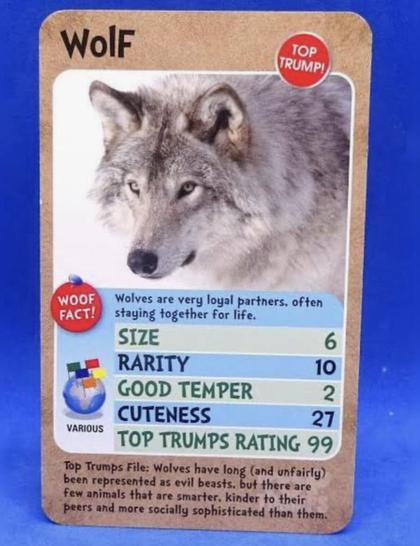 Wolf
TOP
TRUMP!
WOOF
FACT!
Wolves are very loyal partners, often
staying together for life.
SIZE 6
RARITY 10
GOOD TEMPER 2
CUTENESS 27
TOP TRUMPS RATING 99
VARIOUS
Top Trumps File: Wolves have long (and unfairly)
been represented as evil beasts, but there are
few animals that are smarter, kinder to their
peers and more socially sophisticated than them.